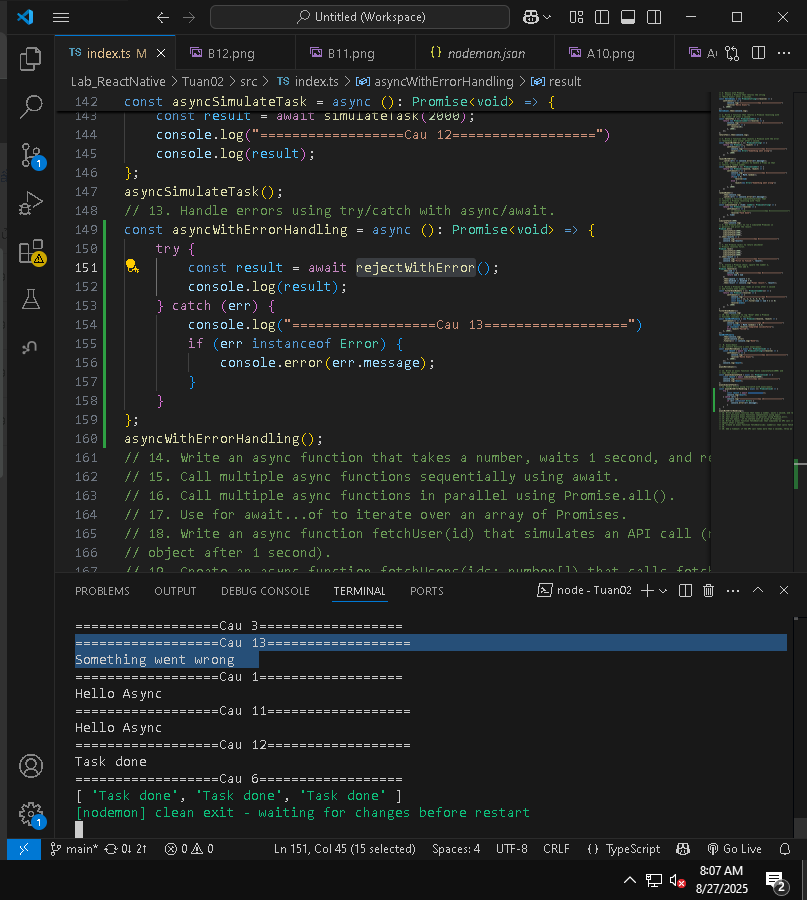 Untitled (Workspace)
TS index.ts M
B12.png
B11.png
{} nodemon.json
A10.png
Lab_ReactNative > Tuan02 > src > TS index.ts > asyncWithErrorHandling > result
142 const asyncSimulateTask = async (): Promise<void> => {
143 const result = await simulateTask(2000);
144 console.log("==================Cau 12==================")
145 console.log(result);
146 };
147 asyncSimulateTask();
148 // 13. Handle errors using try/catch with async/await.
149 const asyncWithErrorHandling = async (): Promise<void> => {
150 try {
151 const result = await rejectWithError();
152 console.log(result);
153 } catch (err) {
154 console.log("==================Cau 13==================")
155 if (err instanceof Error) {
156 console.error(err.message);
157 }
158 }
159 };
160 asyncWithErrorHandling();
161 // 14. Write an async function that takes a number, waits 1 second, and re
162 // 15. Call multiple async functions sequentially using await.
163 // 16. Call multiple async functions in parallel using Promise.all().
164 // 17. Use for await...of to iterate over an array of Promises.
165 // 18. Write an async function fetchUser(id) that simulates an API call (
166 // object after 1 second).
167 // 19. Create an async function fetchUsers(ids: number[]) that calls fetc
PROBLEMS OUTPUT DEBUG CONSOLE TERMINAL PORTS
node - Tuan02
==================Cau 3==================
==================Cau 13==================
Something went wrong
==================Cau 1==================
Hello Async
==================Cau 11==================
Hello Async
==================Cau 12==================
Task done
==================Cau 6==================
[ 'Task done', 'Task done', 'Task done' ]
[nodemon] clean exit - waiting for changes before restart
main* 0↓ 2↑ 0 0 Ln 151, Col 45 (15 selected) Spaces: 4 UTF-8 CRLF {} TypeScript Go Live
8:07 AM
8/27/2025
2